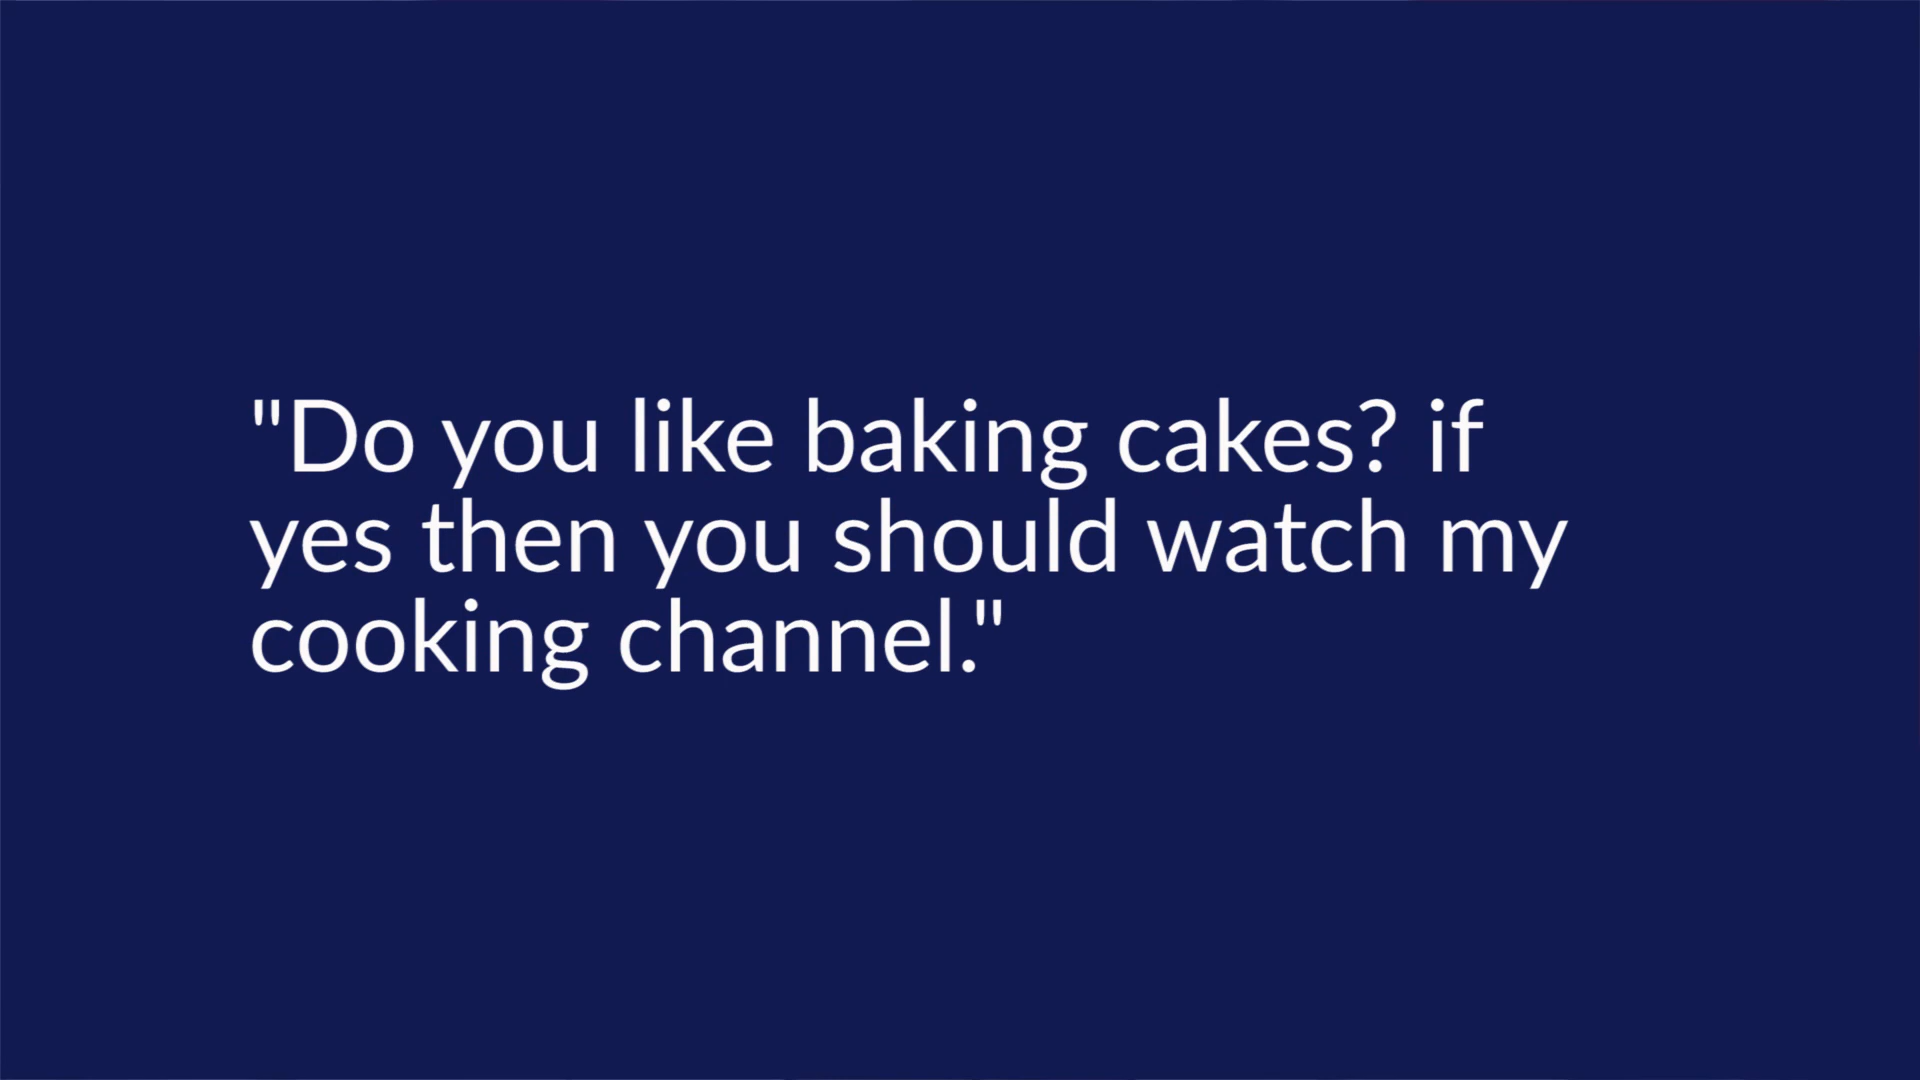 "Do you like baking cakes? if
yes then you should watch my
cooking channel."